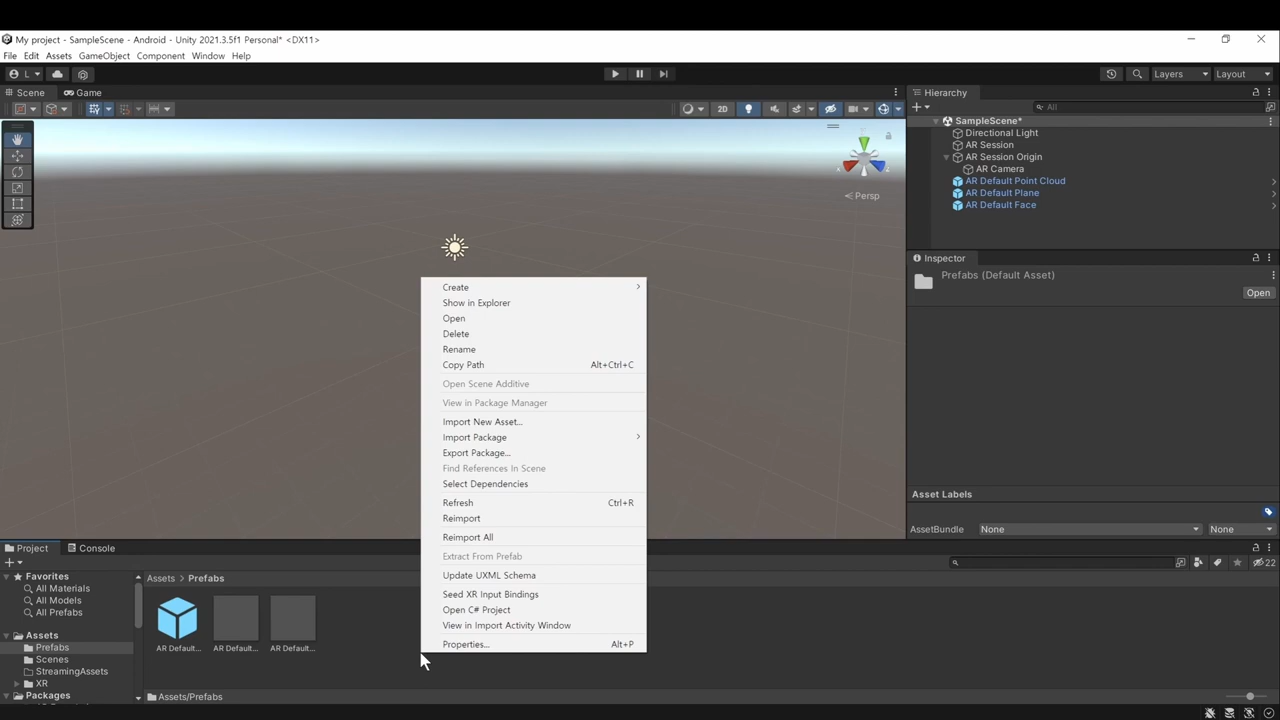 My project - SampleScene - Android - Unity 2021.3.5f1 Personal* <DX11>
File Edit Assets GameObject Component Window Help
L Layers Layout
Scene Game
2D
Persp
Hierarchy
All
SampleScene*
Directional Light
AR Session
AR Session Origin
AR Camera
AR Default Point Cloud
AR Default Plane
AR Default Face
Inspector
Prefabs (Default Asset)
Open
Asset Labels
AssetBundle None None
Create
Show in Explorer
Open
Delete
Rename
Copy Path Alt+Ctrl+C
Open Scene Additive
View in Package Manager
Import New Asset...
Import Package
Export Package...
Find References In Scene
Select Dependencies
Refresh Ctrl+R
Reimport
Reimport All
Extract From Prefab
Update UXML Schema
Seed XR Input Bindings
Open C# Project
View in Import Activity Window
Properties... Alt+P
Project Console
22
Favorites
All Materials
All Models
All Prefabs
Assets
Prefabs
Scenes
StreamingAssets
XR
Packages
Assets > Prefabs
AR Default... AR Default... AR Default...
Assets/Prefabs